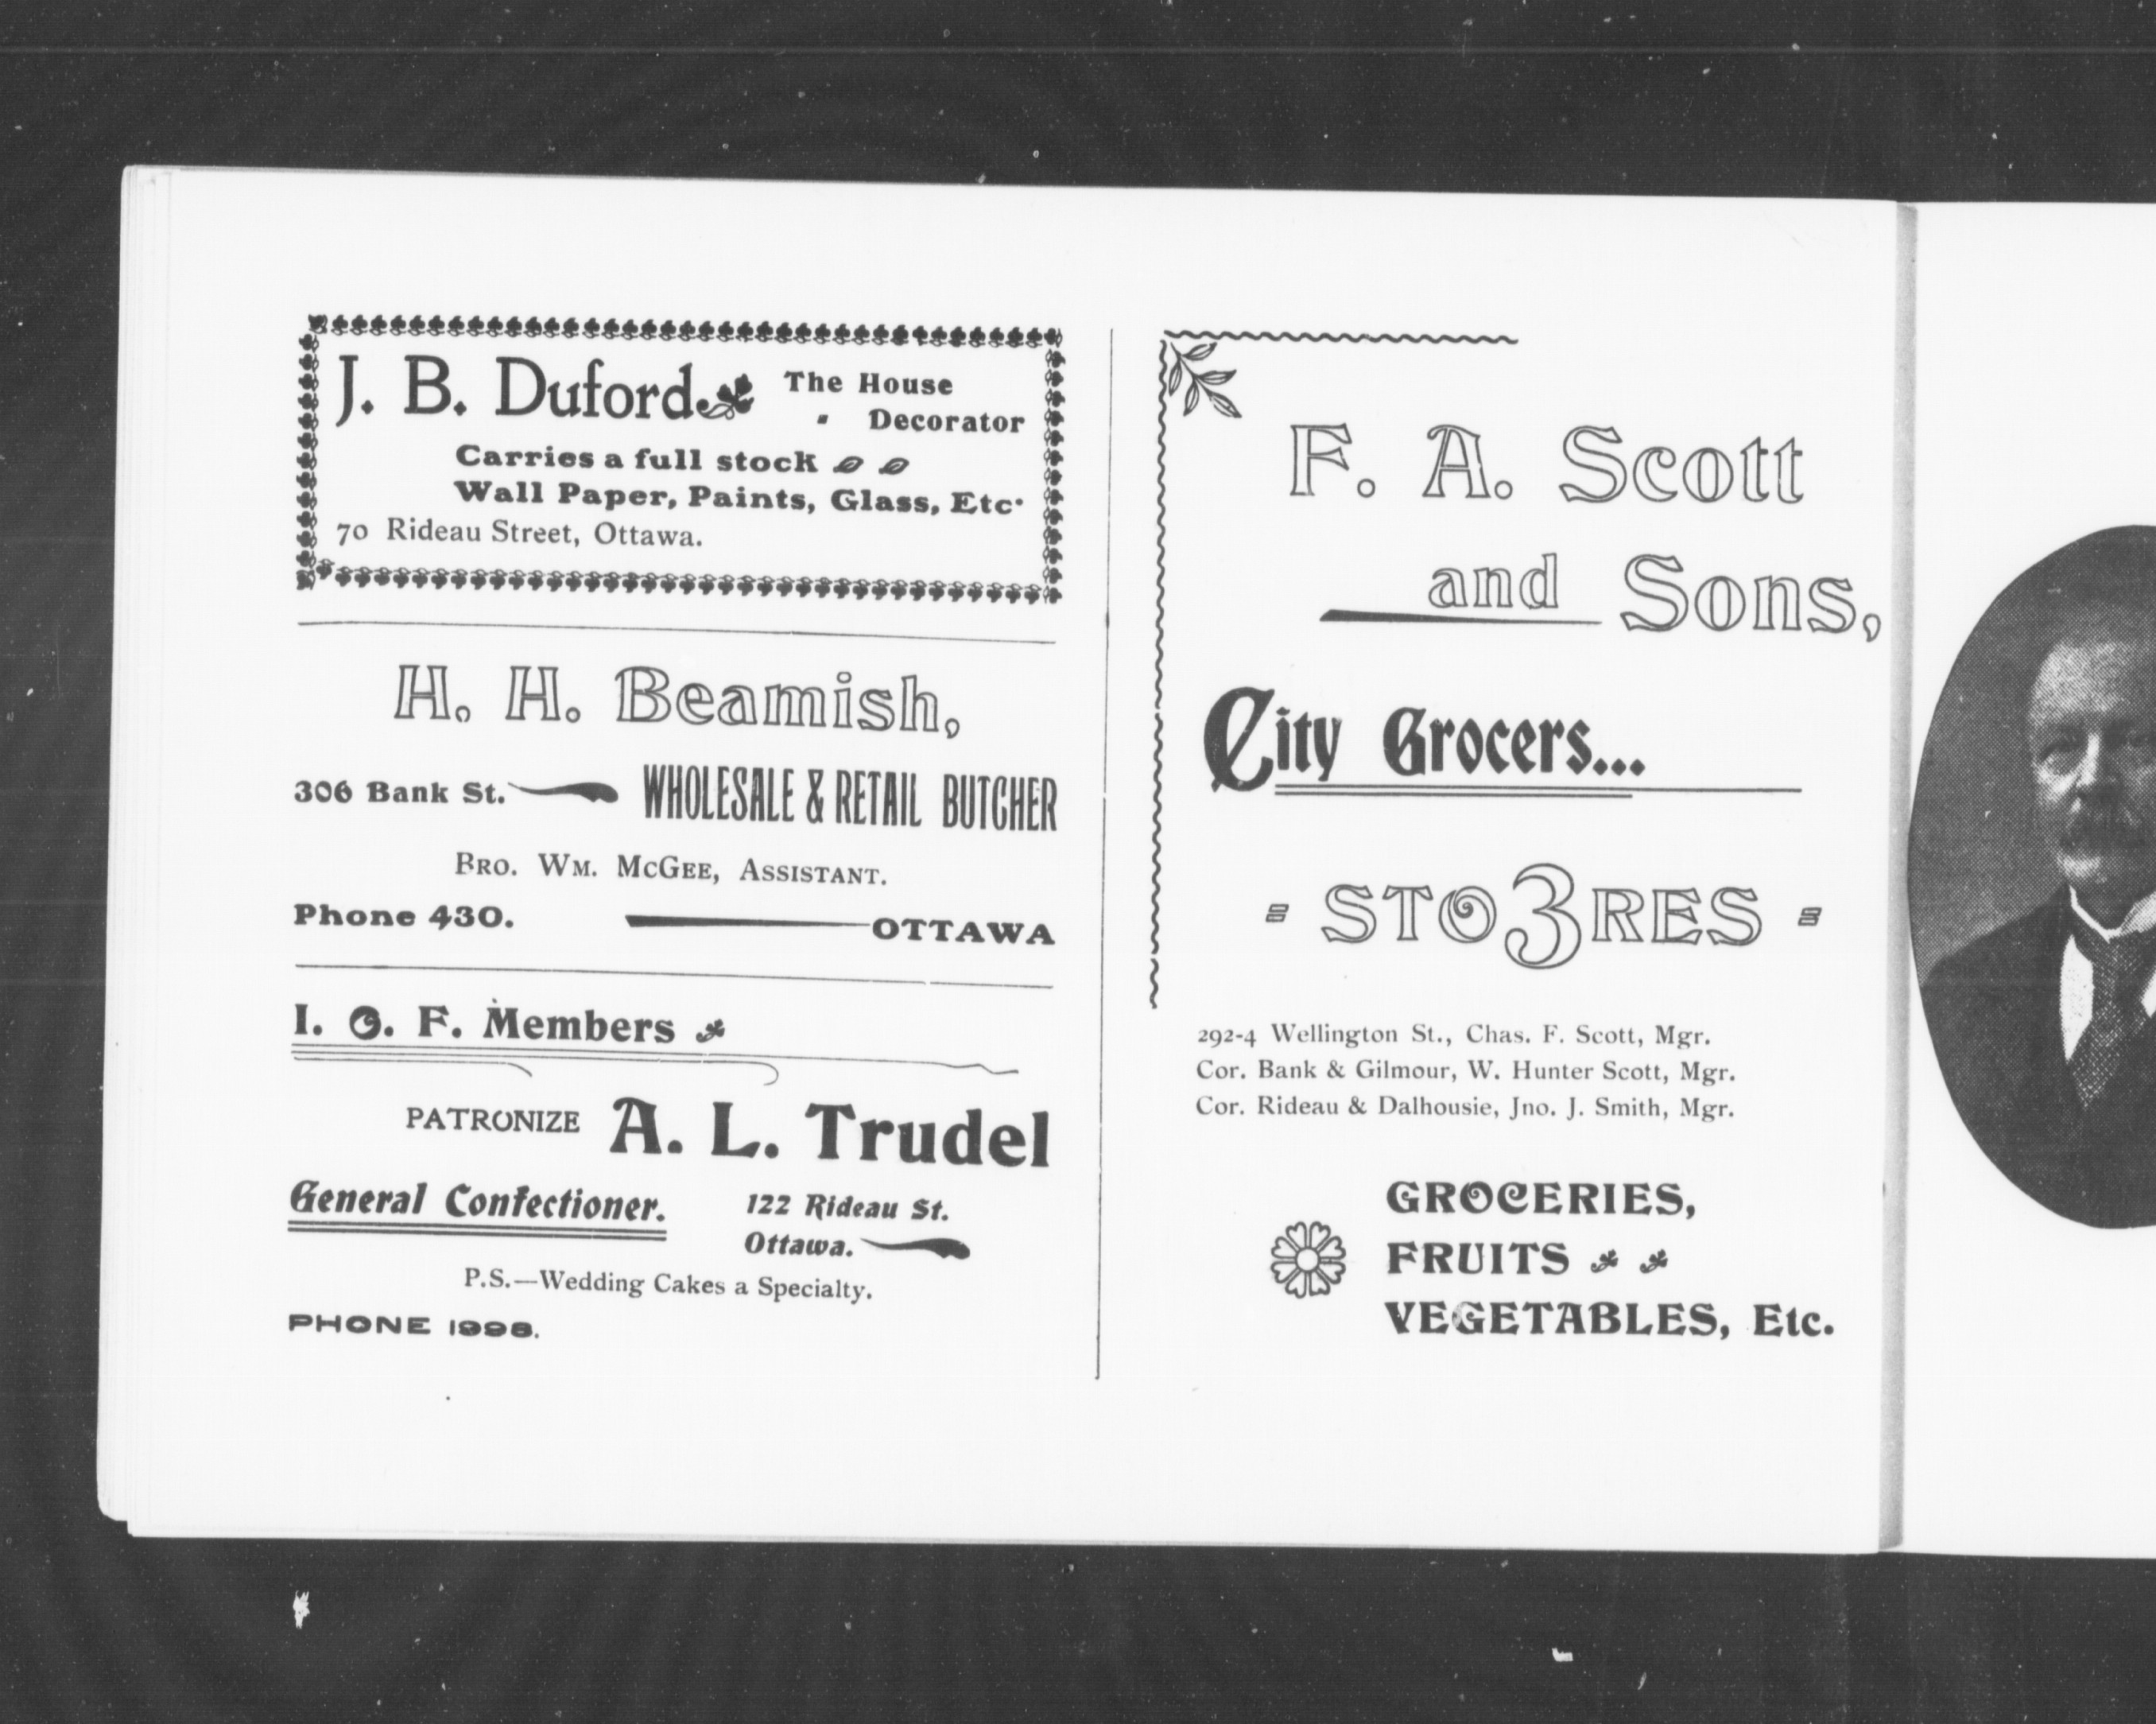 J. B. Duford
The House
Decorator
Carries a full stock
Wall Paper, Paints, Glass, Etc.
70 Rideau Street, Ottawa.
H. H. Beamish,
306 Bank St. WHOLESALE & RETAIL BUTCHER
BRO. WM. MCGEE, ASSISTANT.
Phone 430. OTTAWA
I. O. F. Members
PATRONIZE A. L. Trudel
General Confectioner. 122 Rideau St.
Ottawa.
P.S.—Wedding Cakes a Specialty.
PHONE 1998.
F. A. Scott
and Sons,
City Grocers...
STO3RES
292-4 Wellington St., Chas. F. Scott, Mgr.
Cor. Bank & Gilmour, W. Hunter Scott, Mgr.
Cor. Rideau & Dalhousie, Jno. J. Smith, Mgr.
GROCERIES,
FRUITS
VEGETABLES, Etc.